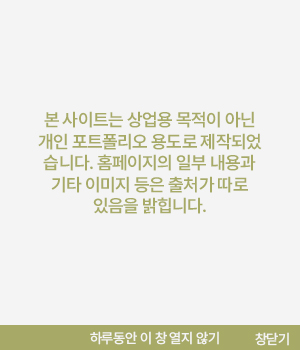 본 사이트는 상업용 목적이 아닌
개인 포트폴리오 용도로 제작되었
습니다. 홈페이지의 일부 내용과
기타 이미지 등은 출처가 따로
있음을 밝힙니다.
하루동안 이 창 열지 않기 창닫기